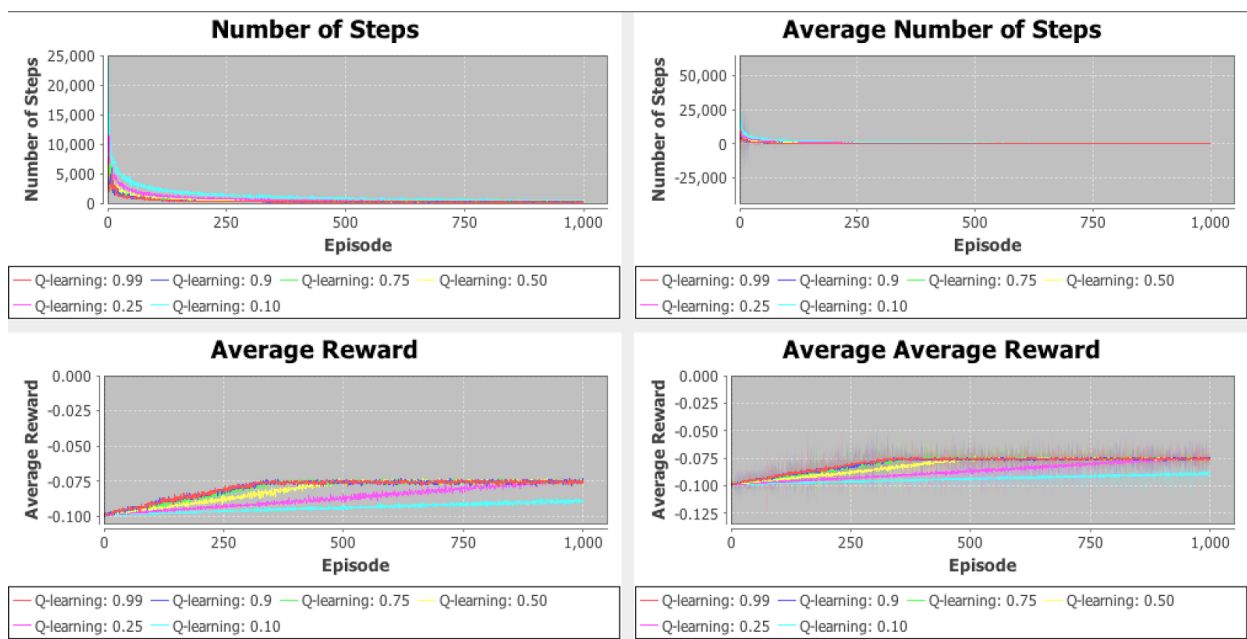 Number of Steps
Number of Steps
25,000
20,000
15,000
10,000
5,000
0
0 250 500 750 1,000
Episode
Q-learning: 0.99 Q-learning: 0.9 Q-learning: 0.75 Q-learning: 0.50
Q-learning: 0.25 Q-learning: 0.10
Average Number of Steps
Number of Steps
50,000
25,000
0
-25,000
0 250 500 750 1,000
Episode
Q-learning: 0.99 Q-learning: 0.9 Q-learning: 0.75 Q-learning: 0.50
Q-learning: 0.25 Q-learning: 0.10
Average Reward
Average Reward
0.000
-0.025
-0.050
-0.075
-0.100
0 250 500 750 1,000
Episode
Q-learning: 0.99 Q-learning: 0.9 Q-learning: 0.75 Q-learning: 0.50
Q-learning: 0.25 Q-learning: 0.10
Average Average Reward
Average Reward
0.000
-0.025
-0.050
-0.075
-0.100
-0.125
0 250 500 750 1,000
Episode
Q-learning: 0.99 Q-learning: 0.9 Q-learning: 0.75 Q-learning: 0.50
Q-learning: 0.25 Q-learning: 0.10